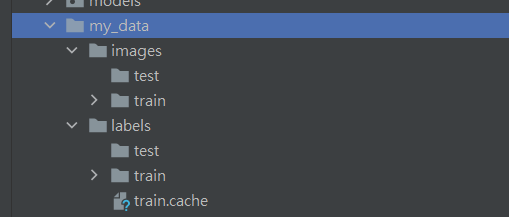 models
my_data
images
test
train
labels
test
train
train.cache